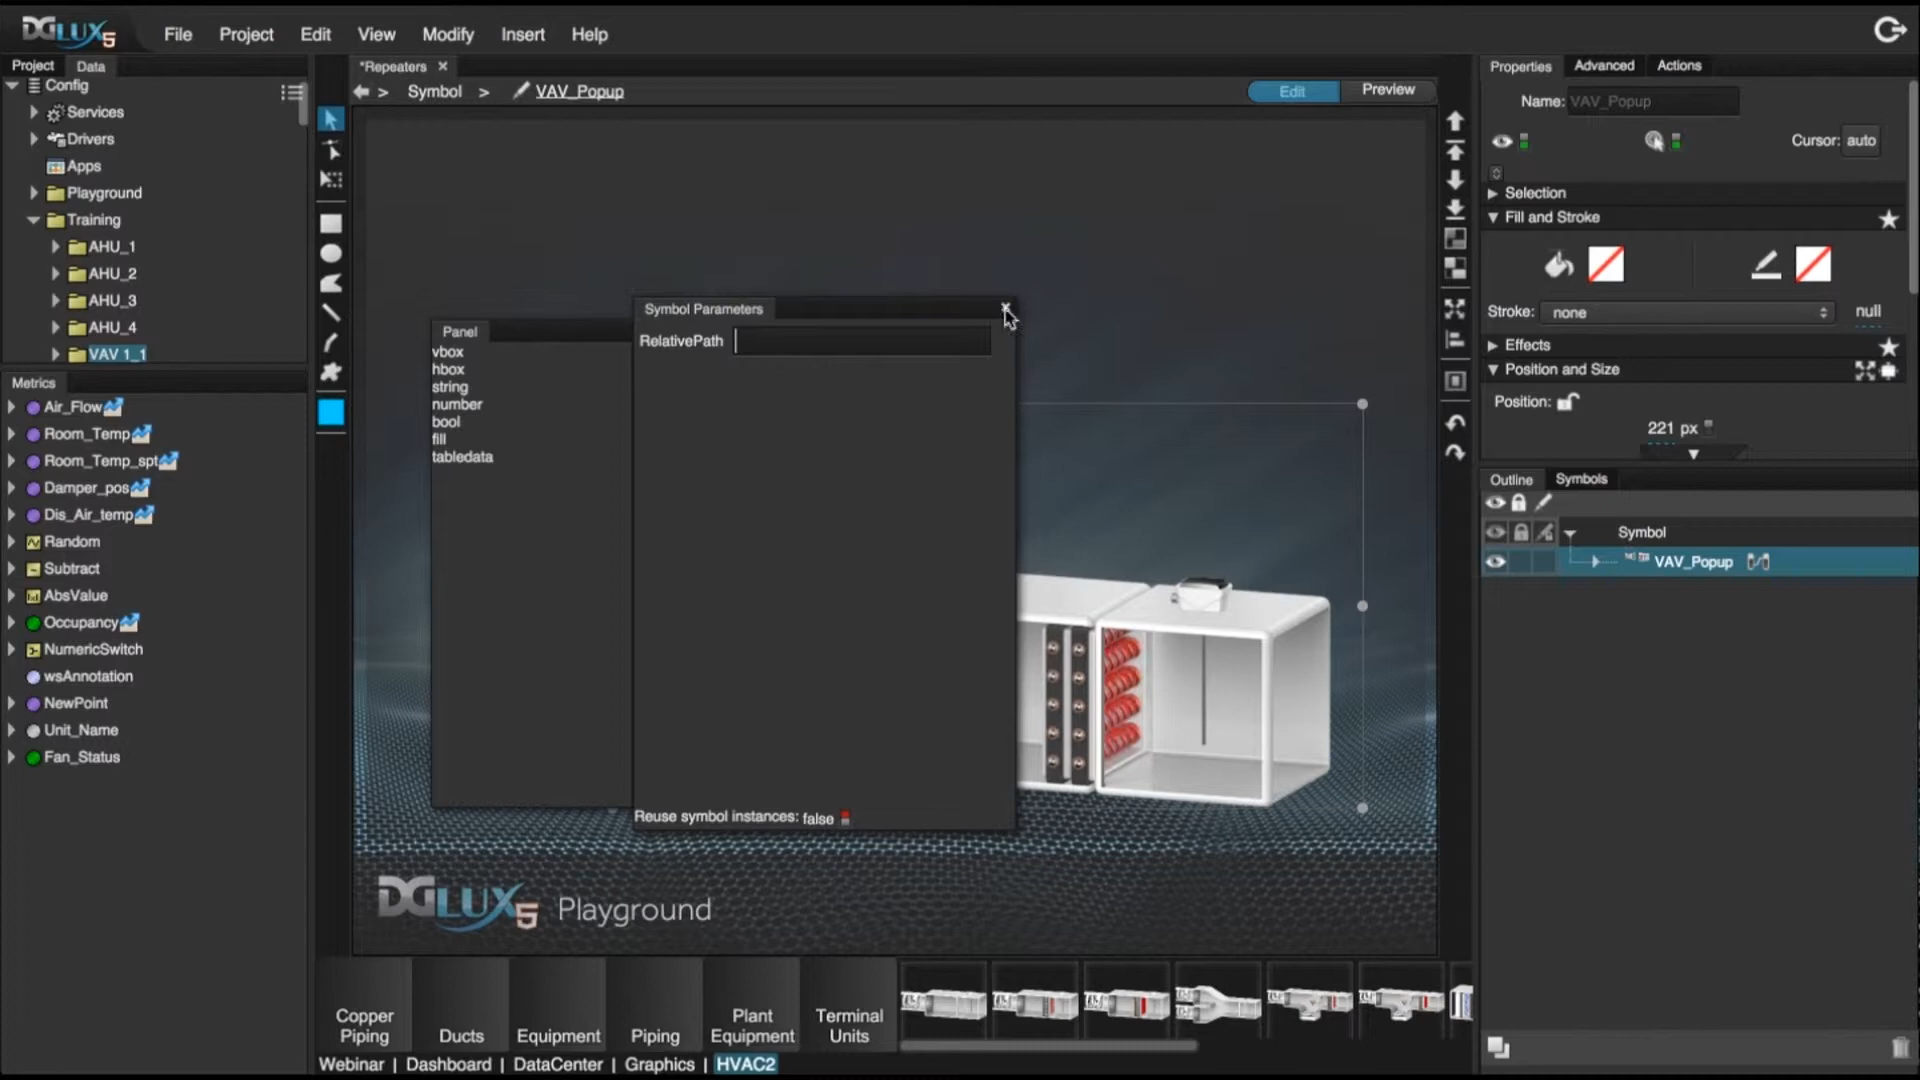 DGLUX5
File Project Edit View Modify Insert Help
Project Data
Config
Services
Drivers
Apps
Playground
Training
AHU_1
AHU_2
AHU_3
AHU_4
VAV 1_1
Metrics
Air_Flow
Room_Temp
Room_Temp_spt
Damper_pos
Dis_Air_temp
Random
Subtract
AbsValue
Occupancy
NumericSwitch
wsAnnotation
NewPoint
Unit_Name
Fan_Status
*Repeaters
> Symbol > VAV_Popup
Edit Preview
Panel
vbox
hbox
string
number
bool
fill
tabledata
Symbol Parameters
RelativePath
Reuse symbol instances: false
DGLUX5 Playground
Copper Piping
Ducts
Equipment
Piping
Plant Equipment
Terminal Units
Webinar | Dashboard | DataCenter | Graphics | HVAC2
Properties Advanced Actions
Name: VAV_Popup
Cursor: auto
Selection
Fill and Stroke
Stroke: none null
Effects
Position and Size
Position:
221 px
Outline Symbols
Symbol
VAV_Popup